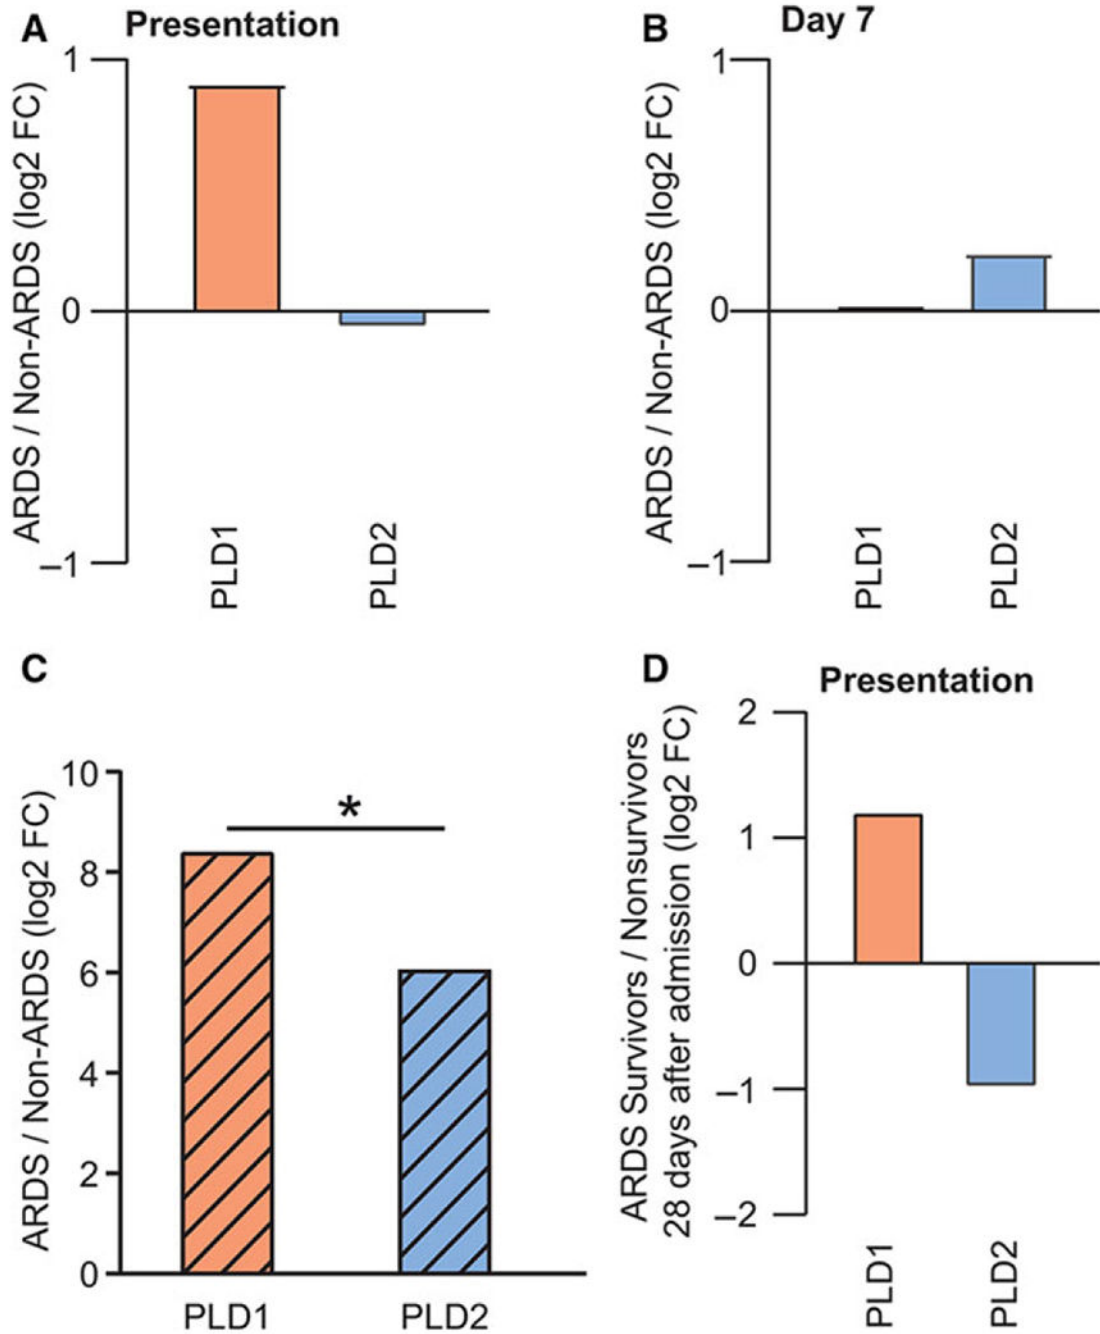 A
Presentation
ARDS / Non-ARDS (log2 FC)
1
0
–1
PLD1
PLD2
B
Day 7
ARDS / Non-ARDS (log2 FC)
1
0
–1
PLD1
PLD2
C
ARDS / Non-ARDS (log2 FC)
10
8
6
4
2
0
*
PLD1
PLD2
D
Presentation
ARDS Survivors / Nonsurvivors
28 days after admission (log2 FC)
2
1
0
–1
–2
PLD1
PLD2